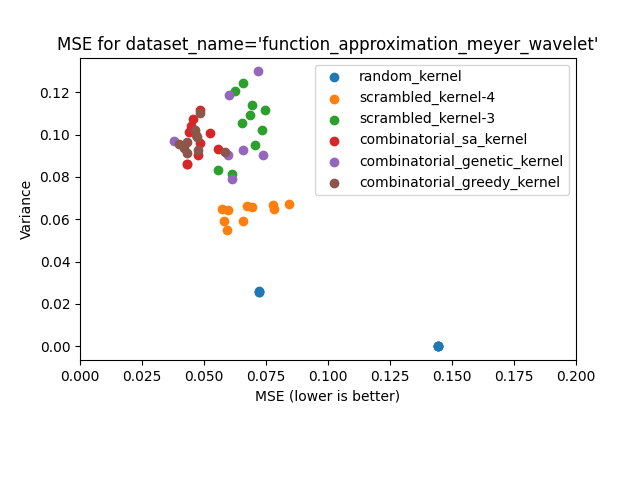 MSE for dataset_name='function_approximation_meyer_wavelet'
random_kernel
scrambled_kernel-4
scrambled_kernel-3
combinatorial_sa_kernel
combinatorial_genetic_kernel
combinatorial_greedy_kernel
Variance
0.12
0.10
0.08
0.06
0.04
0.02
0.00
0.000 0.025 0.050 0.075 0.100 0.125 0.150 0.175 0.200
MSE (lower is better)